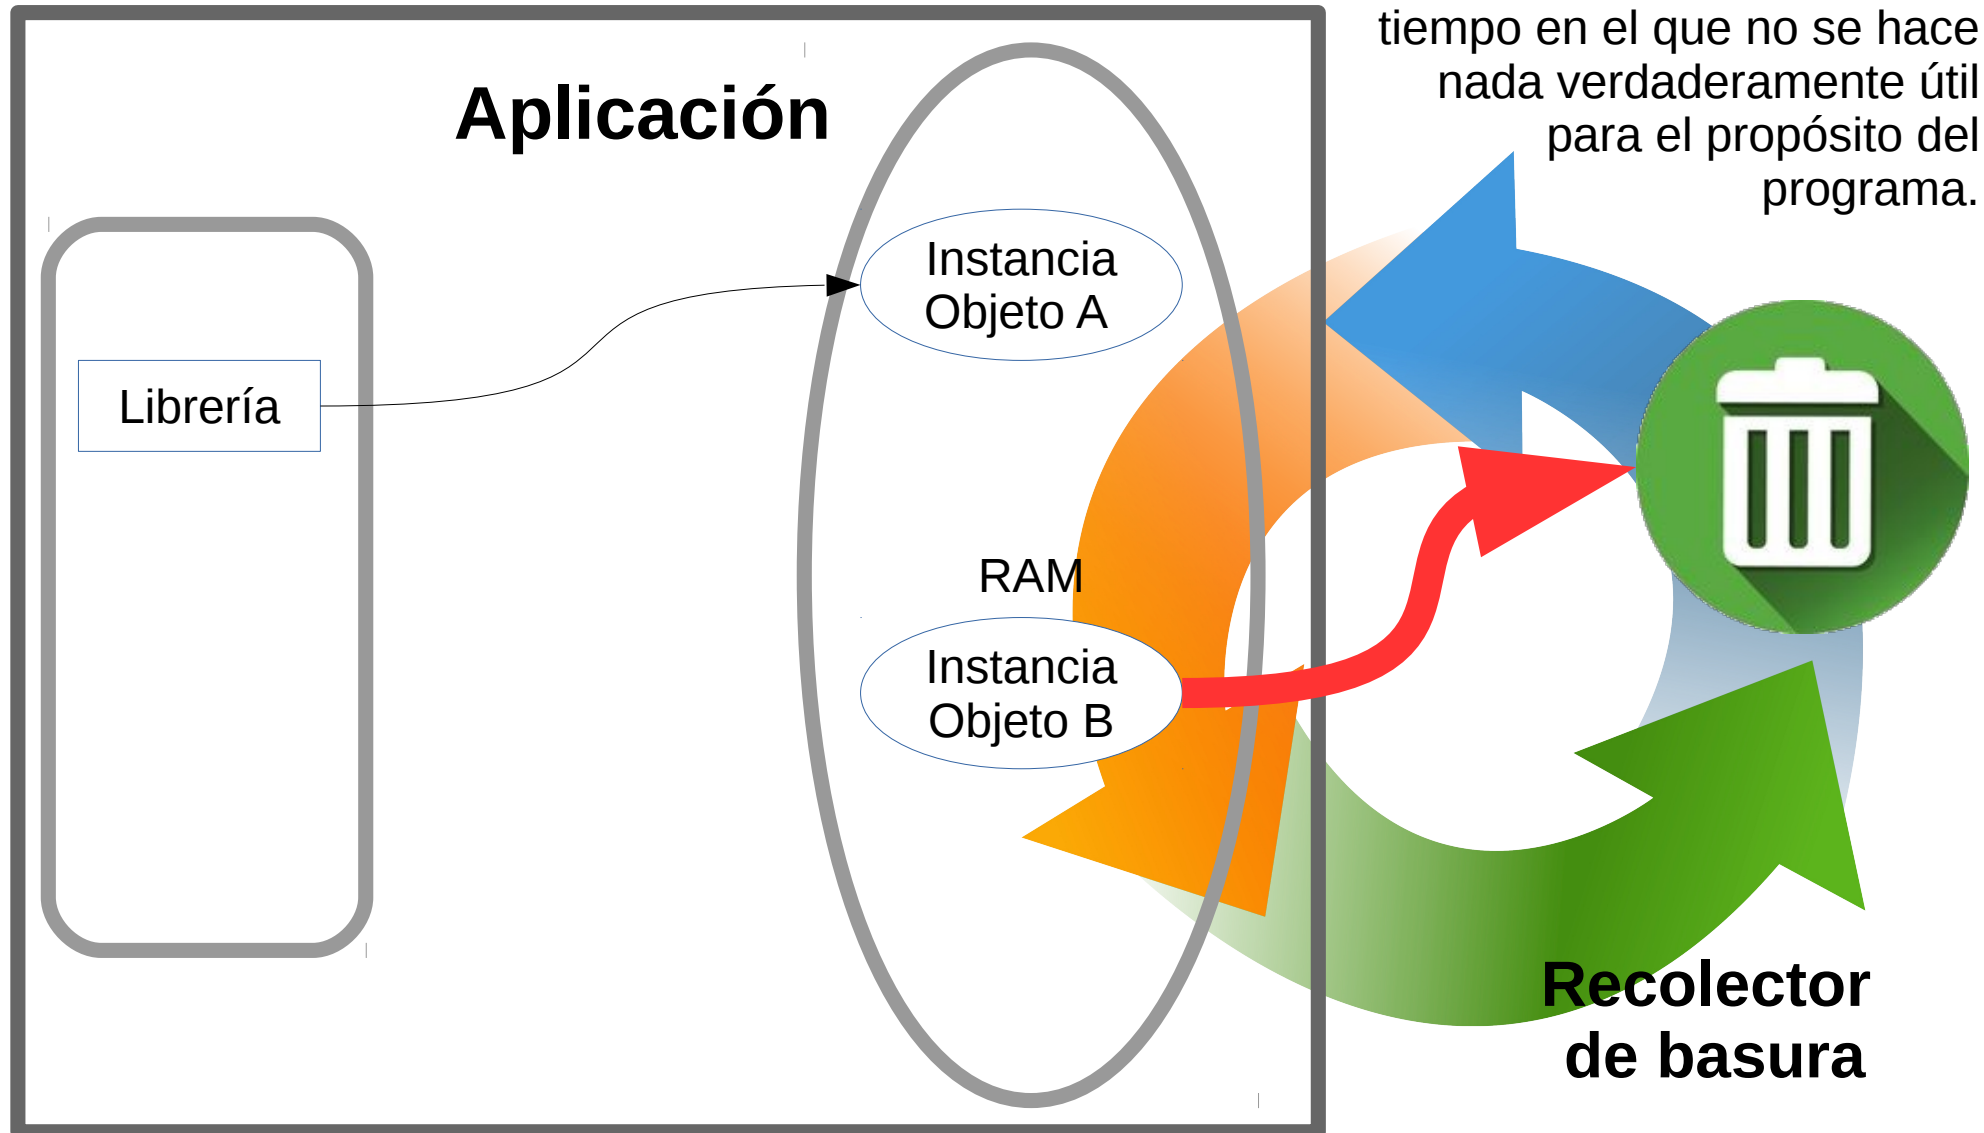 tiempo en el que no se hace
nada verdaderamente útil
para el propósito del
programa.
Aplicación
Instancia
Objeto A
Librería
RAM
Instancia
Objeto B
Recolector
de basura